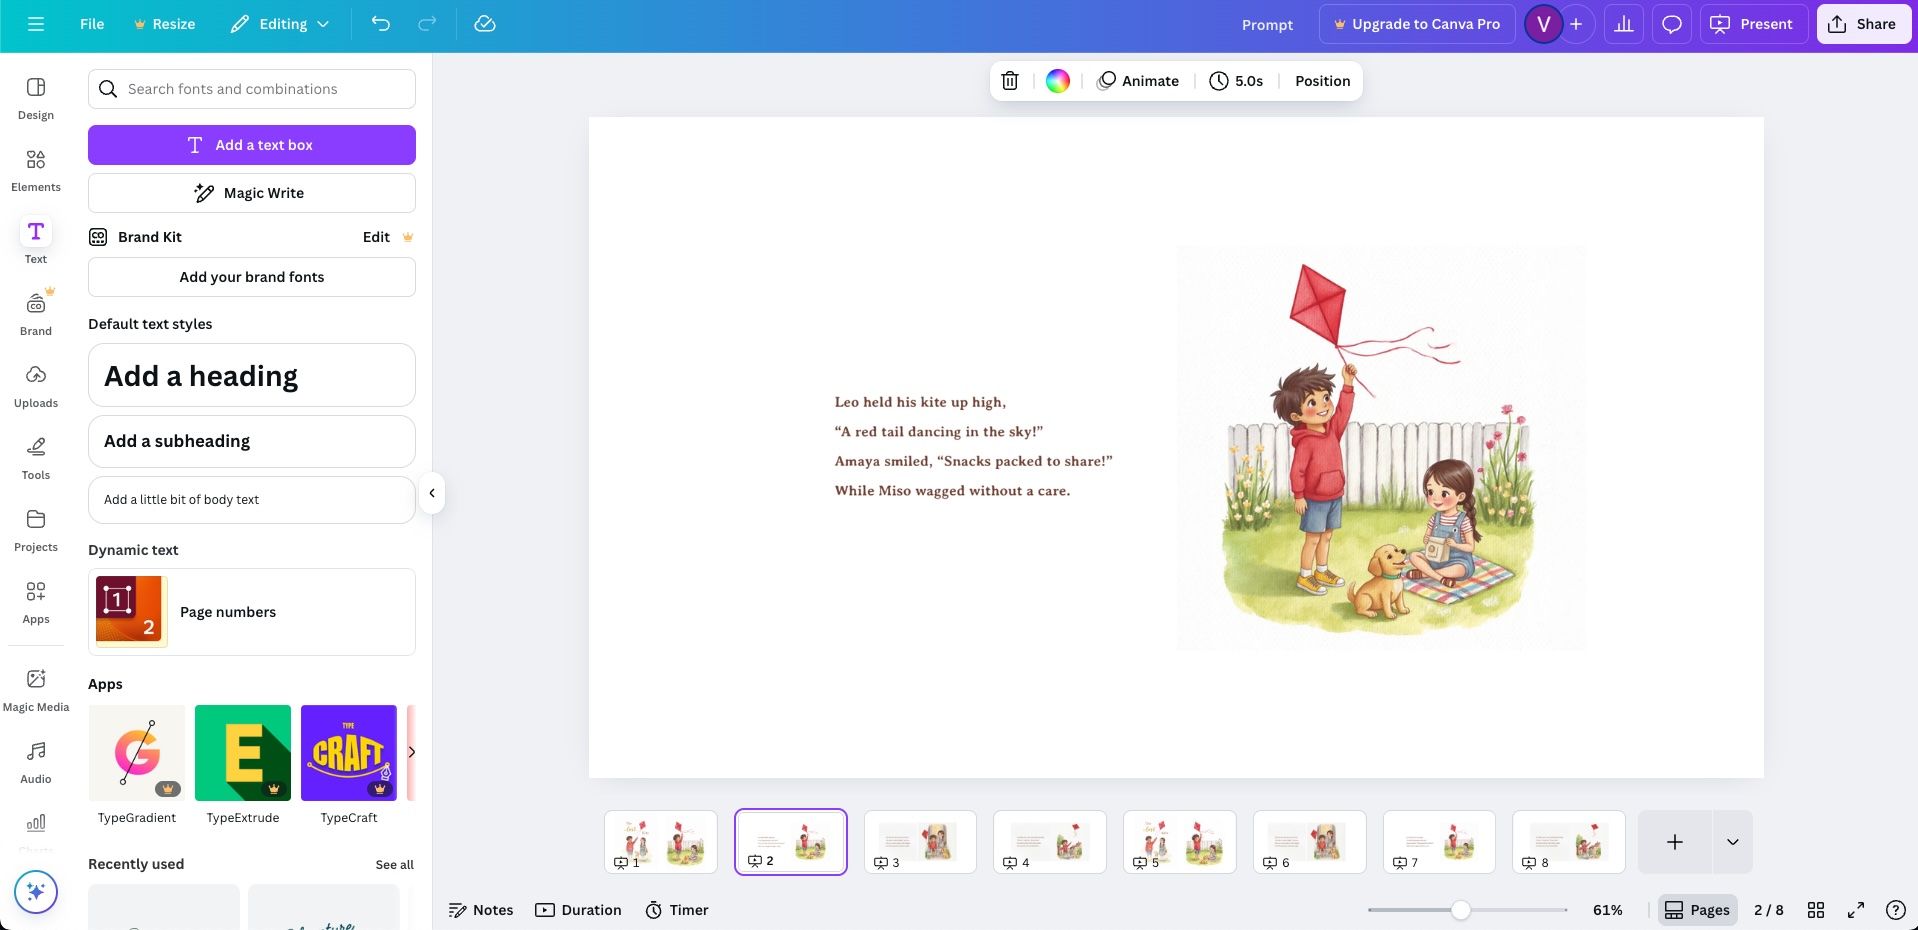 File
Resize
Editing
Prompt
Upgrade to Canva Pro
V
Present
Share
Design
Elements
Text
Brand
Uploads
Tools
Projects
Apps
Magic Media
Audio
Charts
Search fonts and combinations
Add a text box
Magic Write
Brand Kit
Edit
Add your brand fonts
Default text styles
Add a heading
Add a subheading
Add a little bit of body text
Dynamic text
1
2
Page numbers
Apps
G
E
TYPE
CRAFT
TypeGradient
TypeExtrude
TypeCraft
Recently used
See all
Animate
5.0s
Position
Leo held his kite up high,
“A red tail dancing in the sky!”
Amaya smiled, “Snacks packed to share!”
While Miso wagged without a care.
1
2
3
4
5
6
7
8
Notes
Duration
Timer
61%
Pages
2 / 8